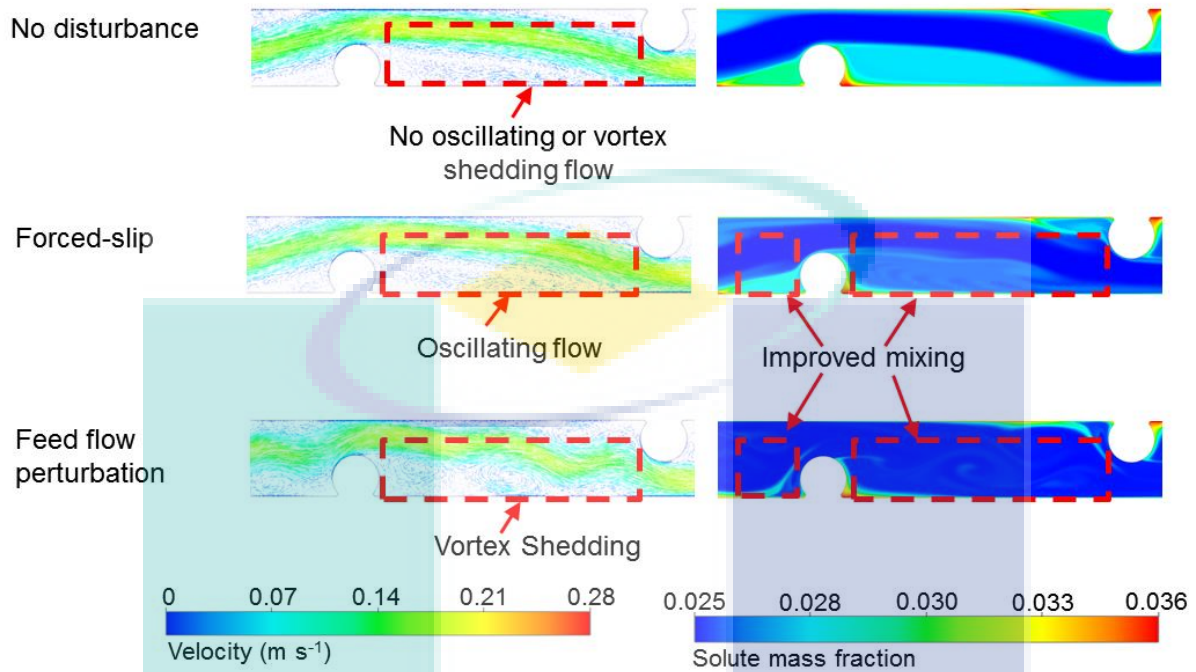 No disturbance
No oscillating or vortex
shedding flow
Forced-slip
Oscillating flow
Improved mixing
Feed flow
perturbation
Vortex Shedding
0 0.07 0.14 0.21 0.28
Velocity (m s⁻¹)
0.025 0.028 0.030 0.033 0.036
Solute mass fraction